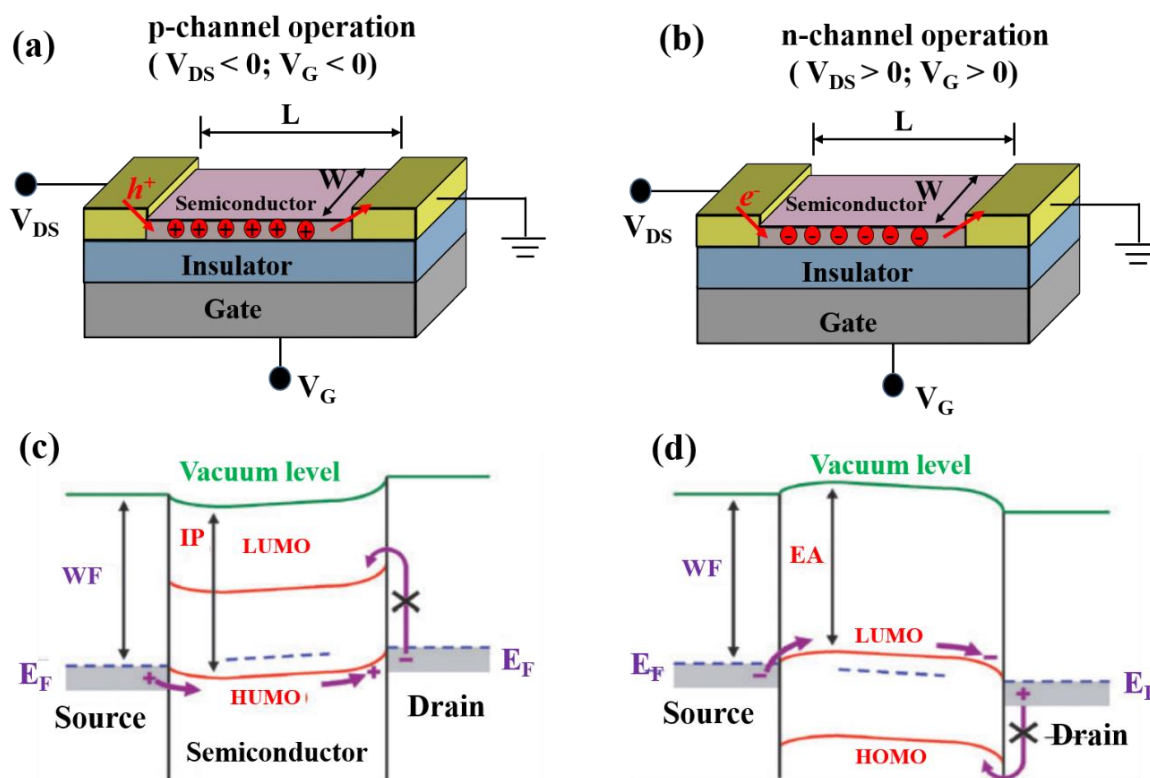 (a)
p-channel operation
( V_DS < 0; V_G < 0)
L
W
h⁺
Semiconductor
V_DS
Insulator
Gate
V_G
(b)
n-channel operation
( V_DS > 0; V_G > 0)
L
W
e⁻
Semiconductor
V_DS
Insulator
Gate
V_G
(c)
Vacuum level
IP
LUMO
WF
E_F
E_F
HUMO
Source
Drain
Semiconductor
(d)
Vacuum level
EA
WF
LUMO
E_F
E_F
Source
Drain
HOMO